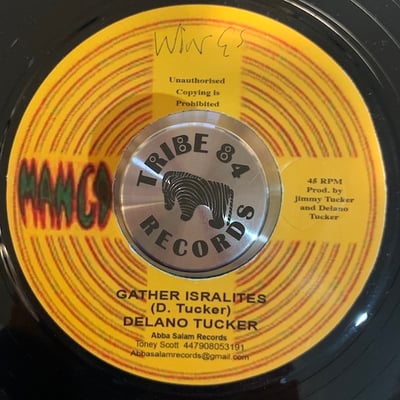 Wings
Unauthorised
Copying is
Prohibited
MANGO
TRIBE 84
RECORDS
45 RPM
Prod. by
jimmy Tucker
and Delano
Tucker
GATHER ISRALITES
(D. Tucker)
DELANO TUCKER
Abba Salam Records
Toney Scott 447908053191
Abbasalamrecords@gmail.com